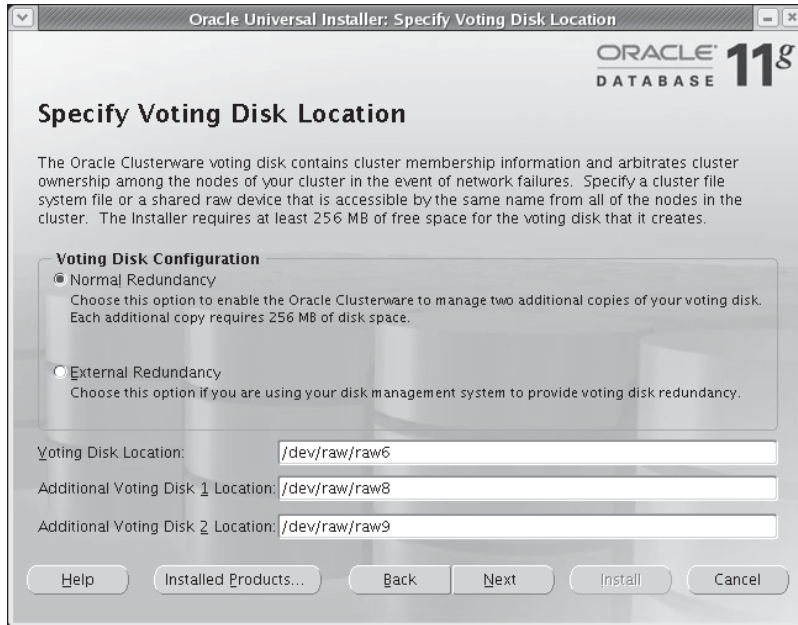 Oracle Universal Installer: Specify Voting Disk Location
ORACLE®
DATABASE 11g
Specify Voting Disk Location
The Oracle Clusterware voting disk contains cluster membership information and arbitrates cluster
ownership among the nodes of your cluster in the event of network failures. Specify a cluster file
system file or a shared raw device that is accessible by the same name from all of the nodes in the
cluster. The Installer requires at least 256 MB of free space for the voting disk that it creates.
Voting Disk Configuration
Normal Redundancy
Choose this option to enable the Oracle Clusterware to manage two additional copies of your voting disk.
Each additional copy requires 256 MB of disk space.
External Redundancy
Choose this option if you are using your disk management system to provide voting disk redundancy.
Voting Disk Location: /dev/raw/raw6
Additional Voting Disk 1 Location: /dev/raw/raw8
Additional Voting Disk 2 Location: /dev/raw/raw9
Help Installed Products... Back Next Install Cancel